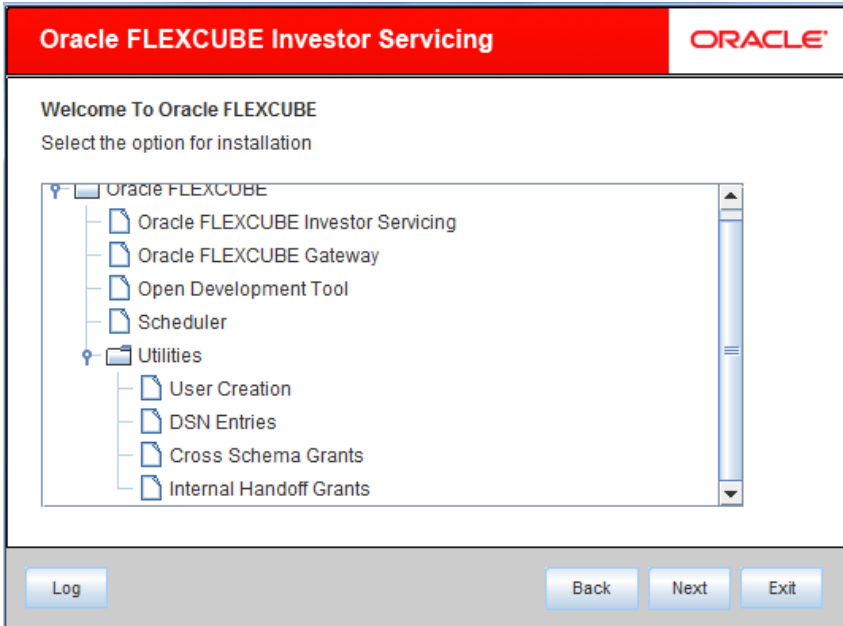 Oracle FLEXCUBE Investor Servicing
ORACLE
Welcome To Oracle FLEXCUBE
Select the option for installation
Oracle FLEXCUBE
Oracle FLEXCUBE Investor Servicing
Oracle FLEXCUBE Gateway
Open Development Tool
Scheduler
Utilities
User Creation
DSN Entries
Cross Schema Grants
Internal Handoff Grants
Log Back Next Exit